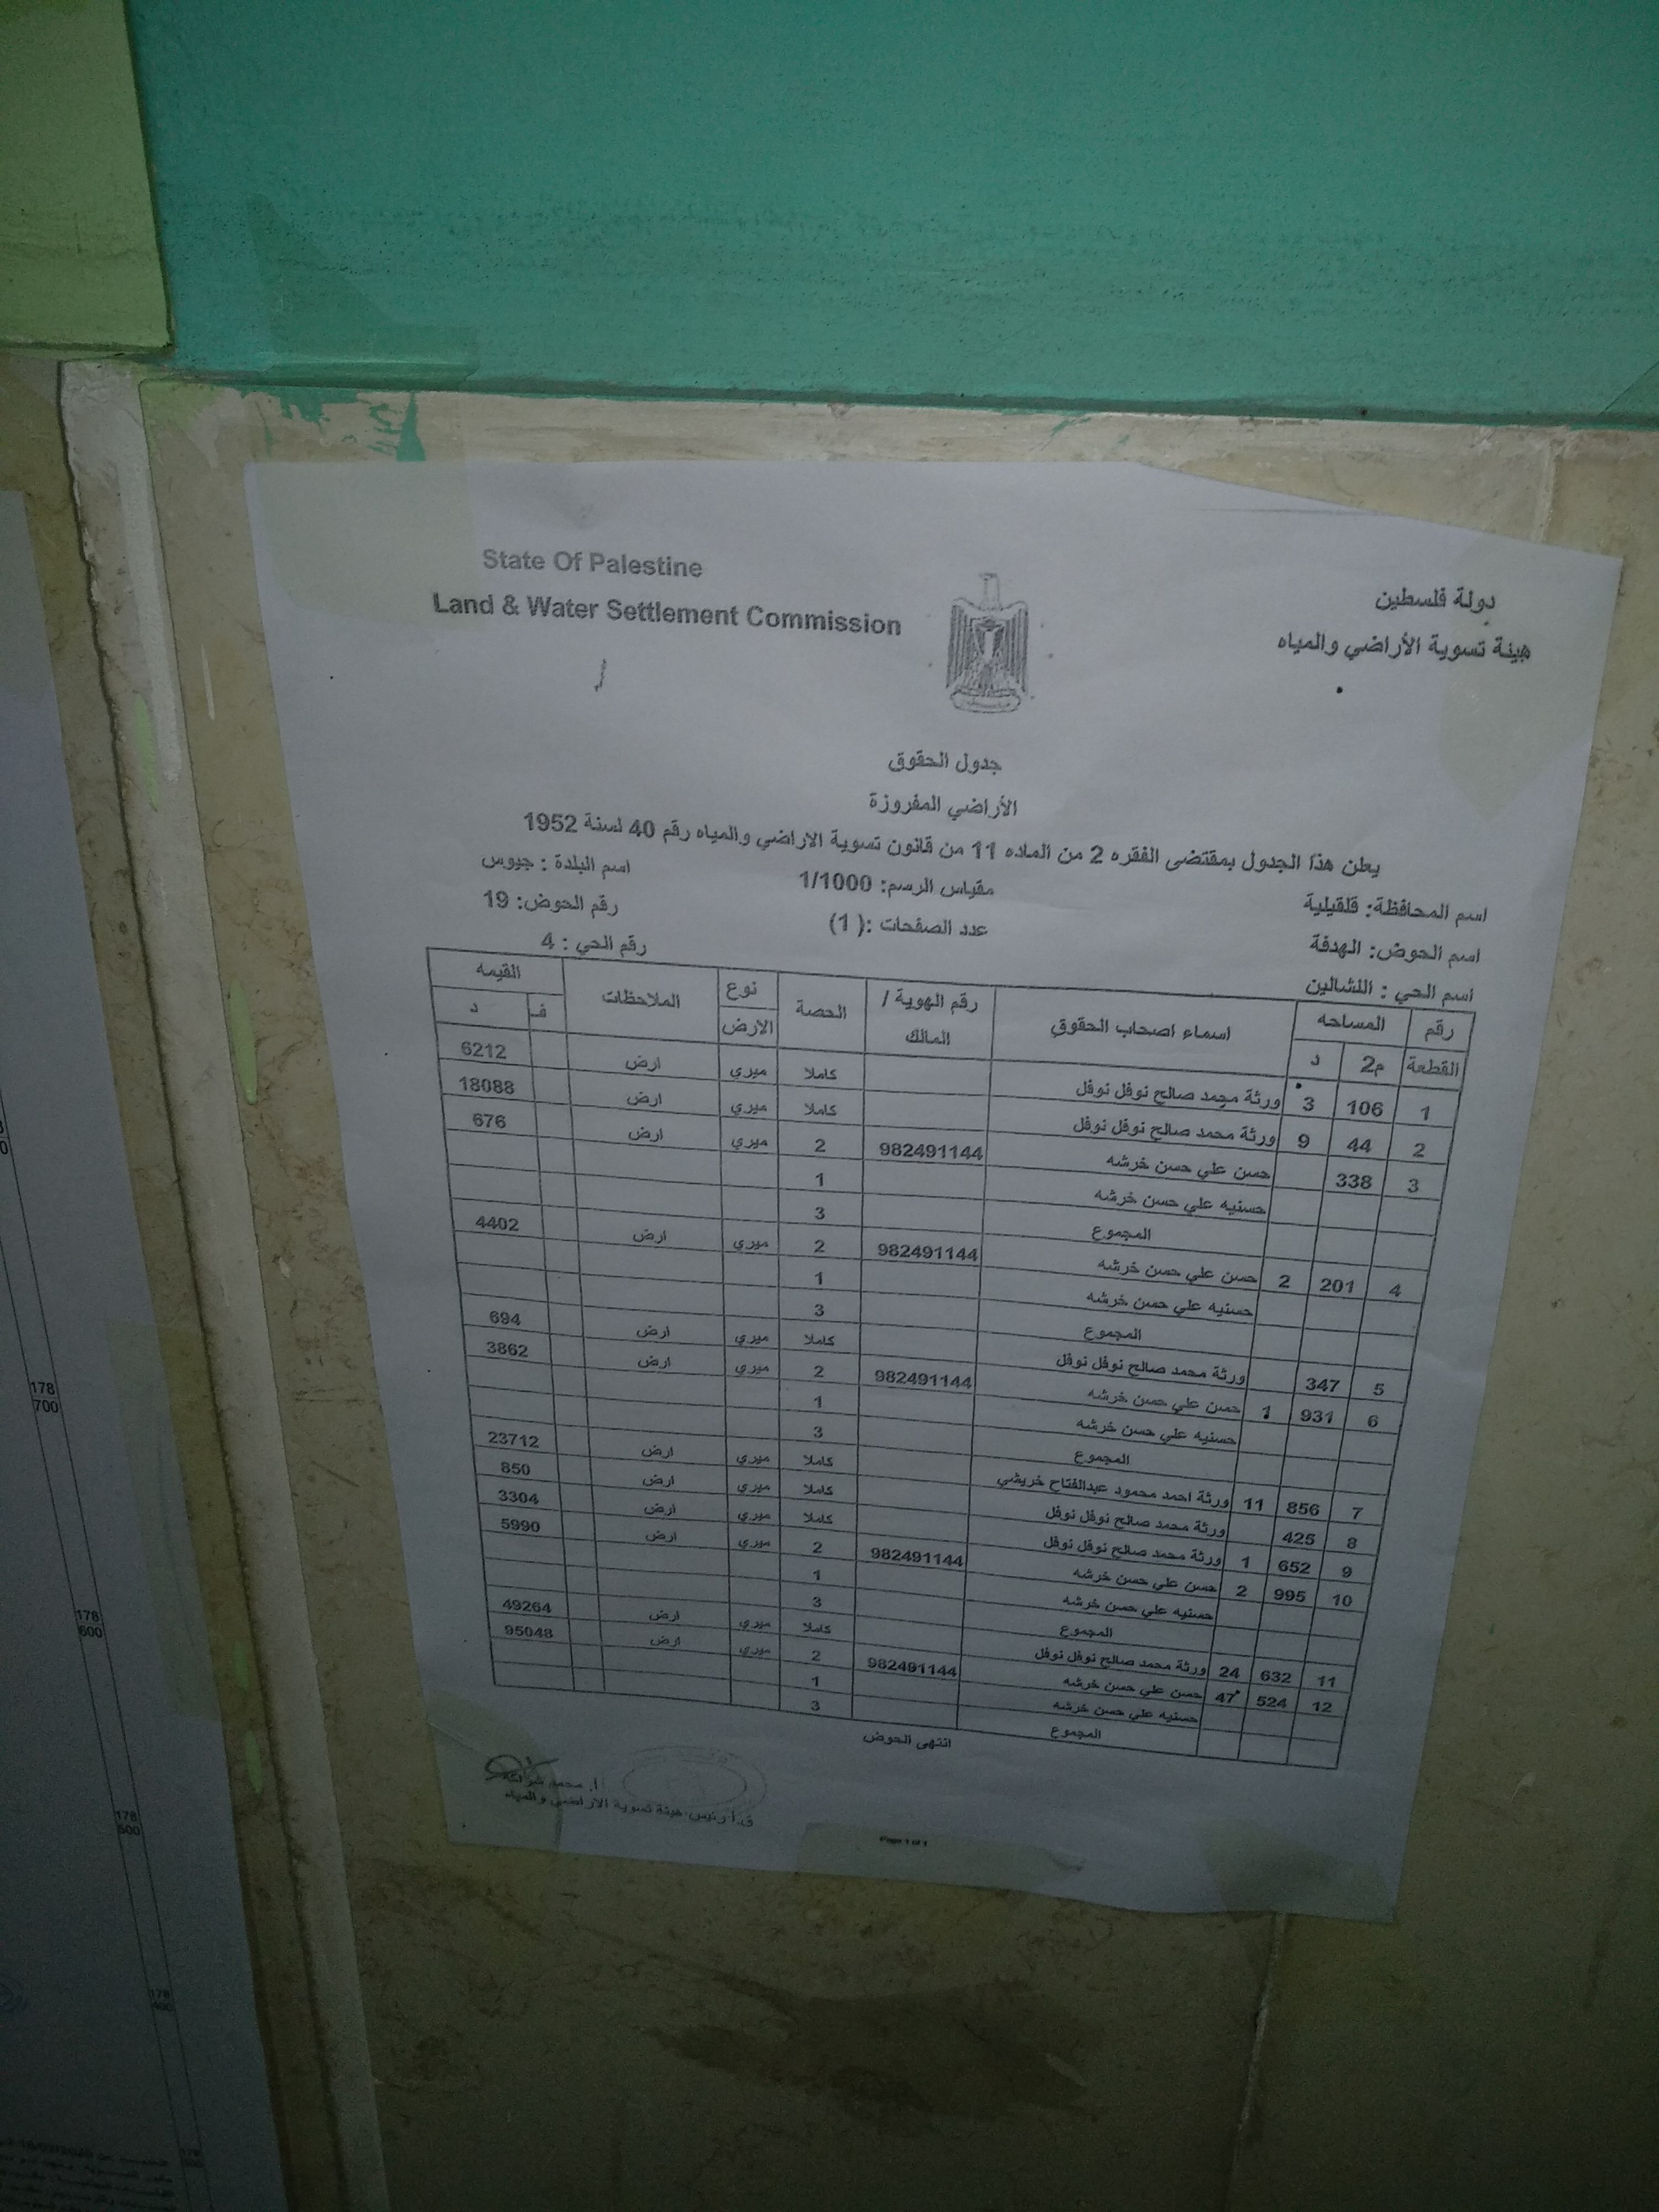 State Of Palestine
دولة فلسطين
Land & Water Settlement Commission
هيئة تسوية الأراضي والمياه
جدول الحقوق
الأراضي المفروزة
يعلن هذا الجدول بمقتضى الفقره 2 من الماده 11 من قانون تسوية الاراضي والمياه رقم 40 لسنة 1952
اسم المحافظة: قلقيلية مقياس الرسم: 1/1000 اسم البلدة : جيوس
اسم الحوض: الهدفة عدد الصفحات :( 1) رقم الحوض: 19
اسم الحي : النشالين رقم الحي : 4
رقم القطعة المساحه اسماء اصحاب الحقوق رقم الهوية / المالك الحصة نوع الارض الملاحظات القيمه
م2 د ف د
1 106 3 ورثة محمد صالح نوفل نوفل كاملا ميري ارض 6212
2 44 9 ورثة محمد صالح نوفل نوفل كاملا ميري ارض 18088
3 338 حسن علي حسن خرشه 982491144 2 ميري ارض 676
حسنيه علي حسن خرشه 1
المجموع 3
4 201 2 حسن علي حسن خرشه 982491144 2 ميري ارض 4402
حسنيه علي حسن خرشه 1
المجموع 3
5 347 ورثة محمد صالح نوفل نوفل كاملا ميري ارض 694
6 931 1 حسن علي حسن خرشه 982491144 2 ميري ارض 3862
حسنيه علي حسن خرشه 1
المجموع 3
7 856 11 ورثة احمد محمود عبدالفتاح خريشي كاملا ميري ارض 23712
8 425 ورثة محمد صالح نوفل نوفل كاملا ميري ارض 850
9 652 1 ورثة محمد صالح نوفل نوفل كاملا ميري ارض 3304
10 995 2 حسن علي حسن خرشه 982491144 2 ميري ارض 5990
حسنيه علي حسن خرشه 1
المجموع 3
11 632 24 ورثة محمد صالح نوفل نوفل كاملا ميري ارض 49264
12 524 47 حسن علي حسن خرشه 982491144 2 ميري ارض 95048
حسنيه علي حسن خرشه 1
المجموع 3
انتهى الحوض
أ. محمد
ق.أ رئيس هيئة تسوية الاراضي والمياه
Page 1 of 1
178
700
178
600
178
500
178
400